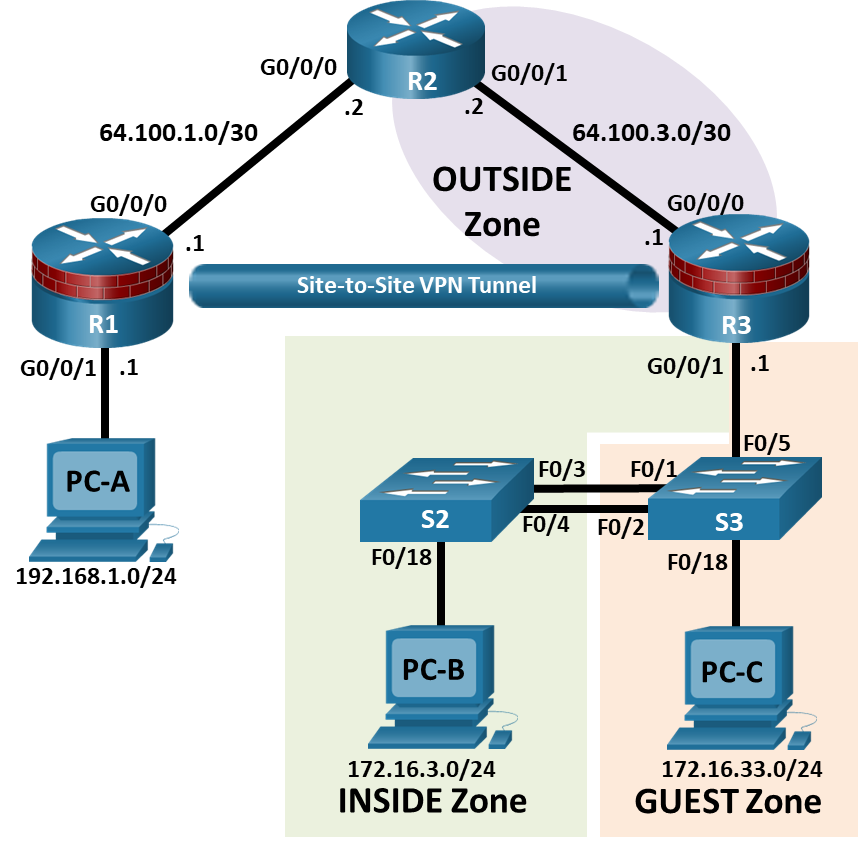 G0/0/0
R2
G0/0/1
.2
.2
64.100.1.0/30
64.100.3.0/30
OUTSIDE
Zone
G0/0/0
G0/0/0
.1
.1
Site-to-Site VPN Tunnel
R1
R3
G0/0/1
.1
G0/0/1
.1
F0/5
PC-A
F0/3
F0/1
S2
S3
F0/4
F0/2
F0/18
F0/18
192.168.1.0/24
PC-B
PC-C
172.16.3.0/24
172.16.33.0/24
INSIDE Zone
GUEST Zone